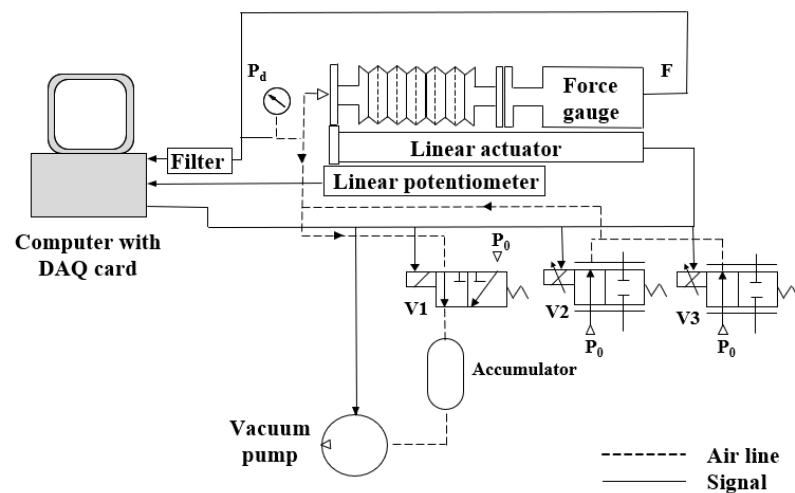 P_d
F
Force
gauge
Linear actuator
Filter
Linear potentiometer
Computer with
DAQ card
P_0
V1
V2
P_0
V3
P_0
Accumulator
Vacuum
pump
Air line
Signal